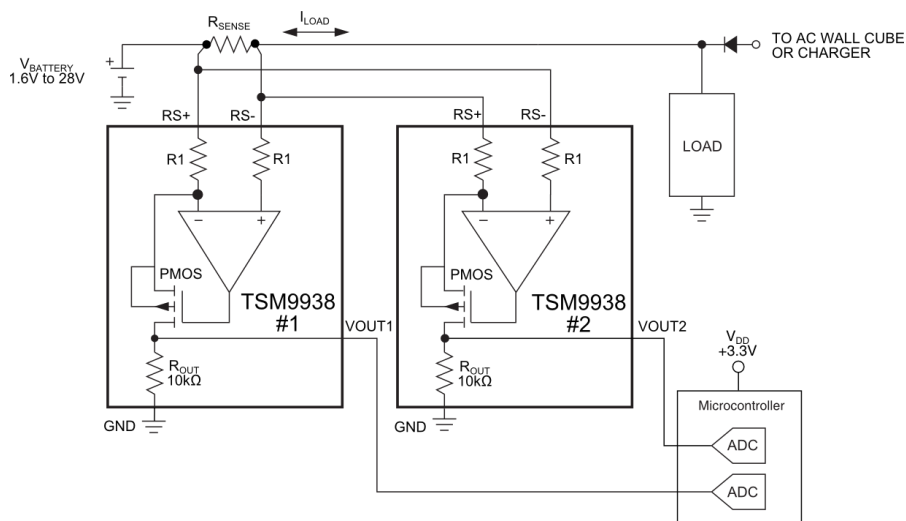 RSENSE
ILOAD
TO AC WALL CUBE
OR CHARGER
VBATTERY
1.6V to 28V
+
RS+
RS-
RS+
RS-
R1
R1
R1
R1
LOAD
−
+
−
+
PMOS
PMOS
TSM9938
#1
TSM9938
#2
VOUT1
VOUT2
VDD
+3.3V
ROUT
10kΩ
ROUT
10kΩ
Microcontroller
GND
GND
ADC
ADC